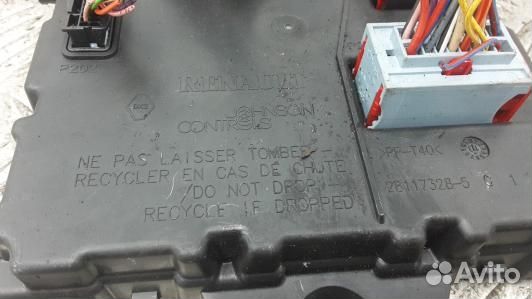 P20
RENAULT
JOHNSON
CONTROLS
NE PAS LAISSER TOMBER -
RECYCLER EN CAS DE CHUTE
/DO NOT DROP -
RECYCLE IF DROPPED
PP-T40<
28117328-5 G 1
Avito